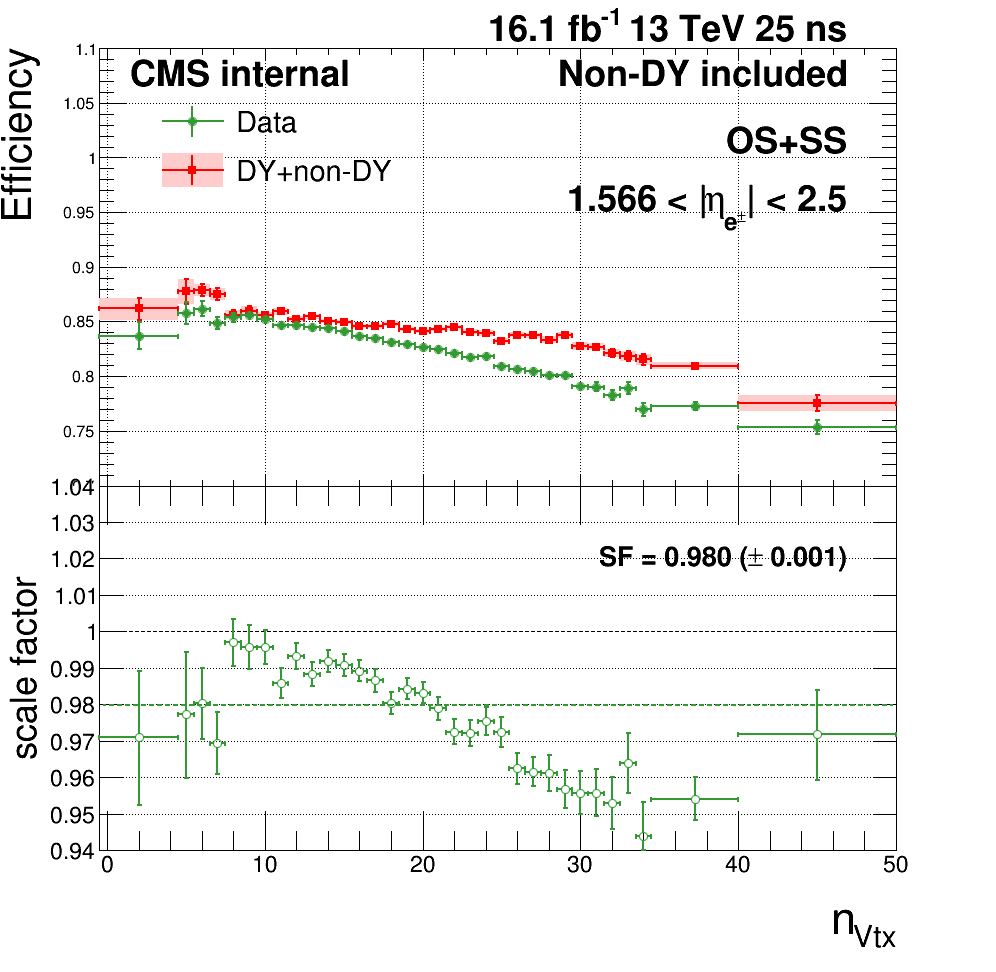 16.1 fb⁻¹ 13 TeV 25 ns
Efficiency
1.1
CMS internal
Non-DY included
1.05
Data
OS+SS
1
DY+non-DY
0.95
1.566 < |η_e±| < 2.5
0.9
0.85
0.8
0.75
1.04
1.03
1.02
SF = 0.980 (± 0.001)
scale factor
1.01
1
0.99
0.98
0.97
0.96
0.95
0.94
0 10 20 30 40 50
n_Vtx